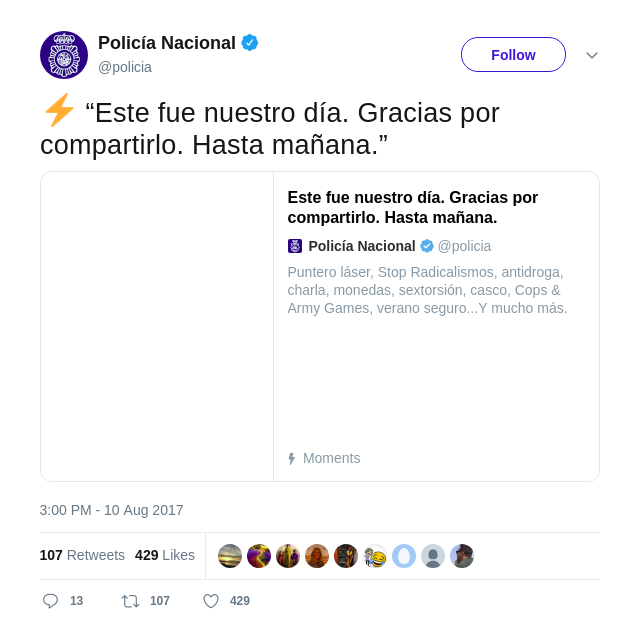 Policía Nacional
@policia
Follow
⚡ “Este fue nuestro día. Gracias por
compartirlo. Hasta mañana.”
Este fue nuestro día. Gracias por
compartirlo. Hasta mañana.
Policía Nacional @policia
Puntero láser, Stop Radicalismos, antidroga,
charla, monedas, sextorsión, casco, Cops &
Army Games, verano seguro...Y mucho más.
Moments
3:00 PM - 10 Aug 2017
107 Retweets 429 Likes
13 107 429